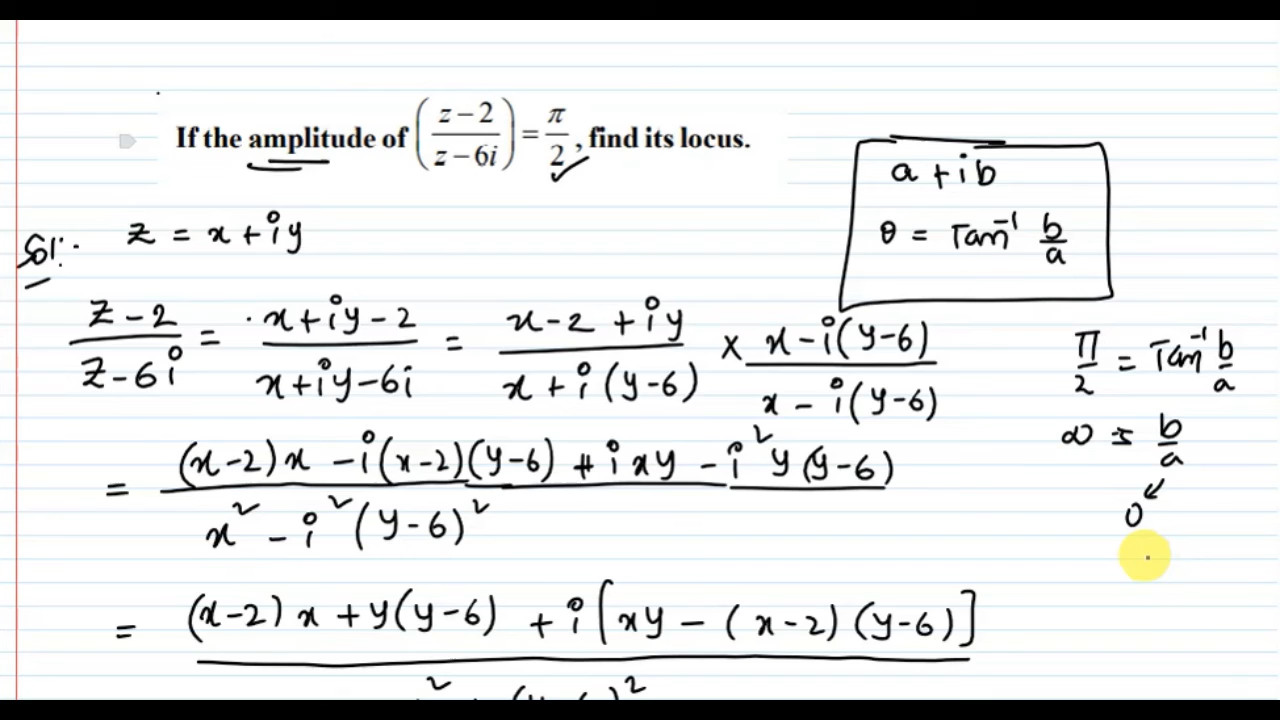 If the amplitude of ((z − 2)/(z − 6i)) = π/2, find its locus.
a + ib
θ = Tan⁻¹ b/a
Sol:
z = x + iy
(z − 2)/(z − 6i) = (x + iy − 2)/(x + iy − 6i) = (x − 2 + iy)/(x + i(y − 6)) × (x − i(y − 6))/(x − i(y − 6))
π/2 = Tan⁻¹ b/a
∞ = b/a
0
= ((x − 2)x − i(x − 2)(y − 6) + ixy − i²y(y − 6))/(x² − i²(y − 6)²)
= (x − 2)x + y(y − 6) + i[xy − (x − 2)(y − 6)]